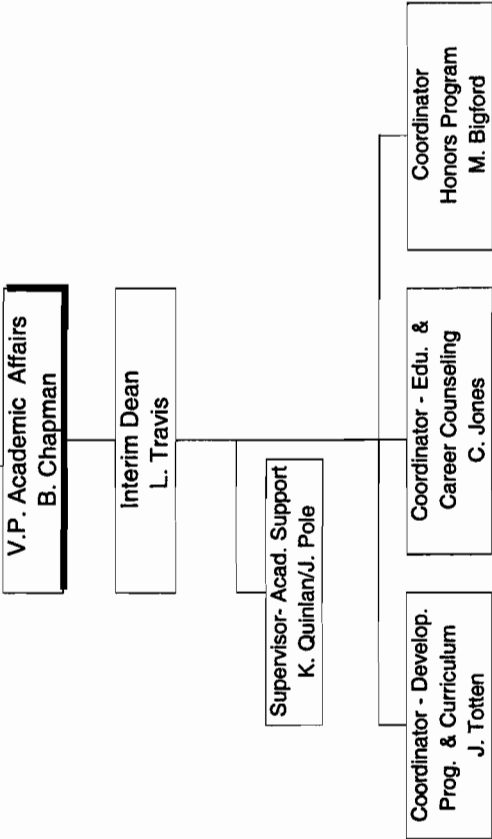 V.P. Academic Affairs
B. Chapman
Interim Dean
L. Travis
Supervisor- Acad. Support
K. Quinlan/J. Pole
Coordinator - Develop.
Prog. & Curriculum
J. Totten
Coordinator - Edu. &
Career Counseling
C. Jones
Coordinator
Honors Program
M. Bigford